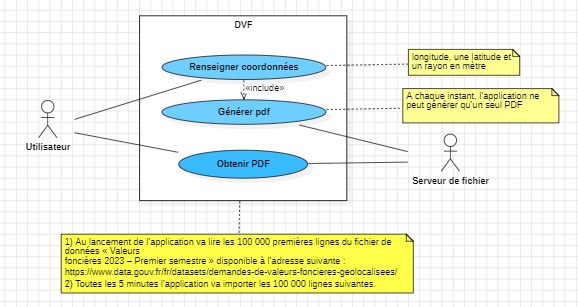 DVF
Renseigner coordonnées
longitude, une latitude et
un rayon en mètre
«include»
Générer pdf
A chaque instant, l'application ne
peut générer qu'un seul PDF
Utilisateur
Obtenir PDF
Serveur de fichier
1) Au lancement de l'application va lire les 100 000 premières lignes du fichier de
données « Valeurs
foncières 2023 – Premier semestre » disponible à l'adresse suivante :
https://www.data.gouv.fr/fr/datasets/demandes-de-valeurs-foncieres-geolocalisees/
2) Toutes les 5 minutes l'application va importer les 100 000 lignes suivantes.